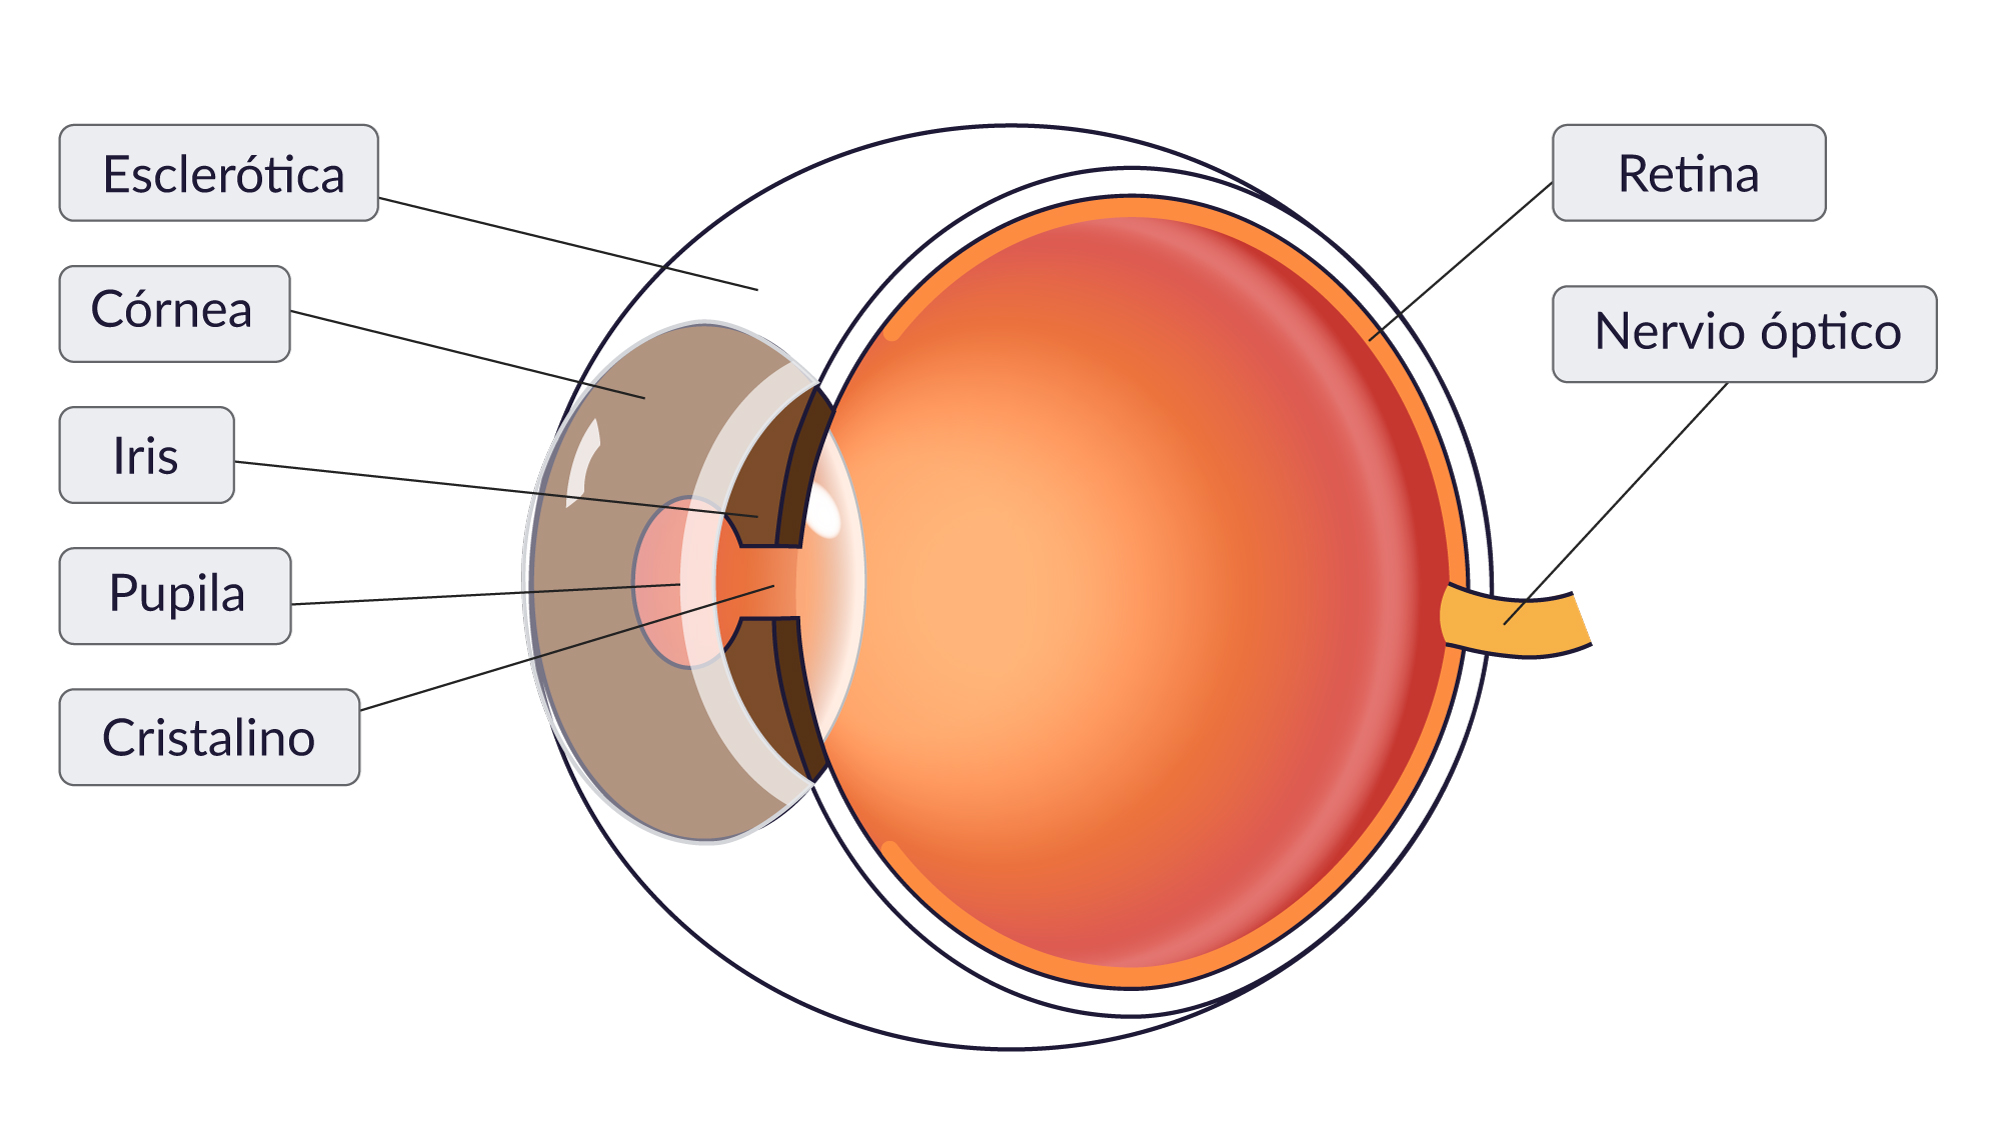 Esclerótica
Córnea
Iris
Pupila
Cristalino
Retina
Nervio óptico